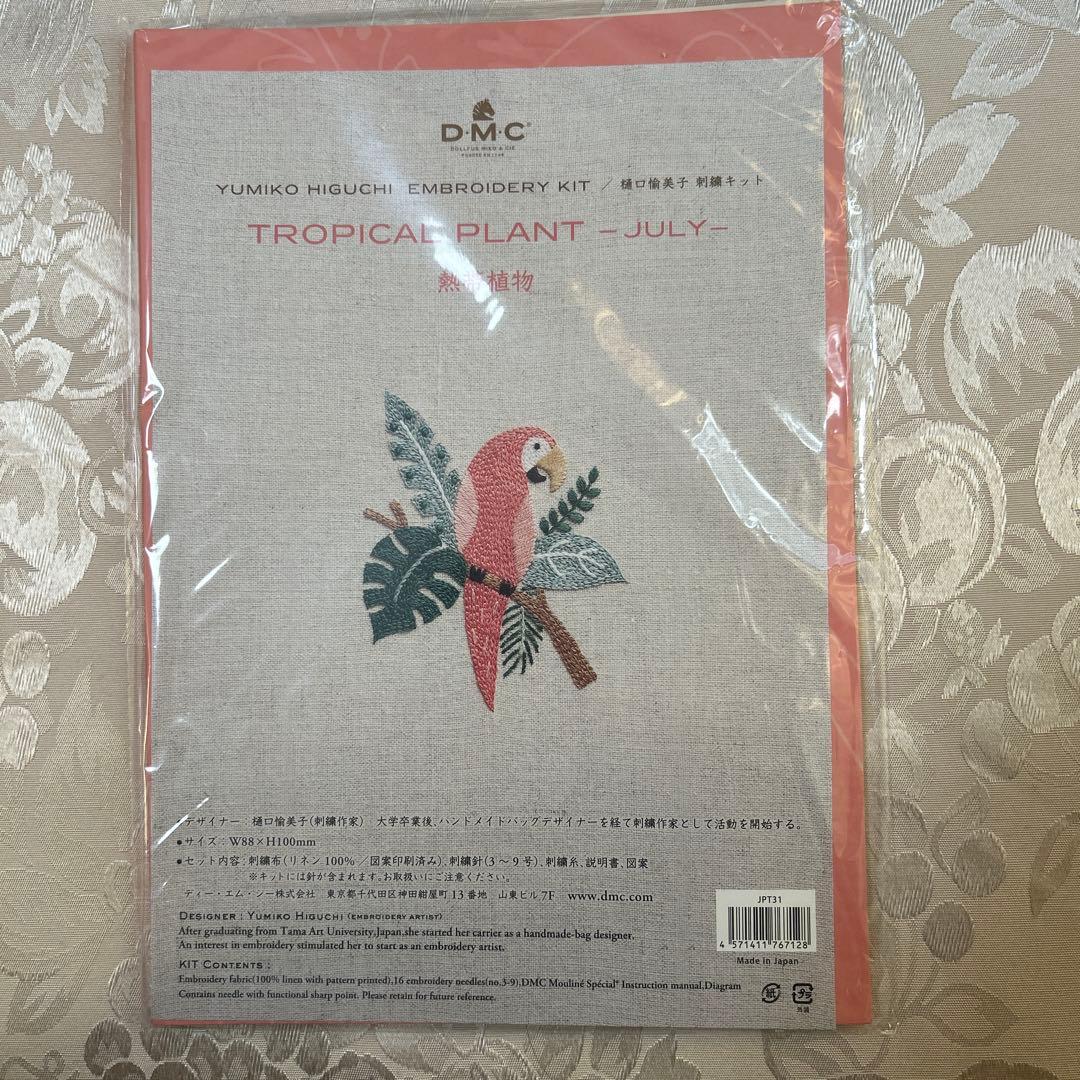 D·M·C®
DOLLFUS MIEG & CIE
YUMIKO HIGUCHI EMBROIDERY KIT / 樋口愉美子 刺繍キット
TROPICAL PLANT –JULY–
熱帯植物
•デザイナー：樋口愉美子(刺繍作家)　大学卒業後、ハンドメイドバッグデザイナーを経て刺繍作家として活動を開始する。
●サイズ：W88×H100mm
●セット内容：刺繍布(リネン100%／図案印刷済み)、刺繍針(3〜9号)、刺繍糸、説明書、図案
※キットには針が含まれます。お取扱いにご注意ください。
ディー・エム・シー株式会社　東京都千代田区神田紺屋町13番地　山東ビル7F　www.dmc.com
DESIGNER : YUMIKO HIGUCHI (EMBROIDERY ARTIST)
After graduating from Tama Art University,Japan,she started her carrier as a handmade-bag designer.
An interest in embroidery stimulated her to start as an embroidery artist.
KIT CONTENTS :
Embroidery fabric(100% linen with pattern printed),16 embroidery needles(no.3-9),DMC Mouliné Spécial® Instruction manual,Diagram
Contains needle with functional sharp point. Please retain for future reference.
JPT31
4 571411 767128
Made in Japan
紙 プラ
外袋